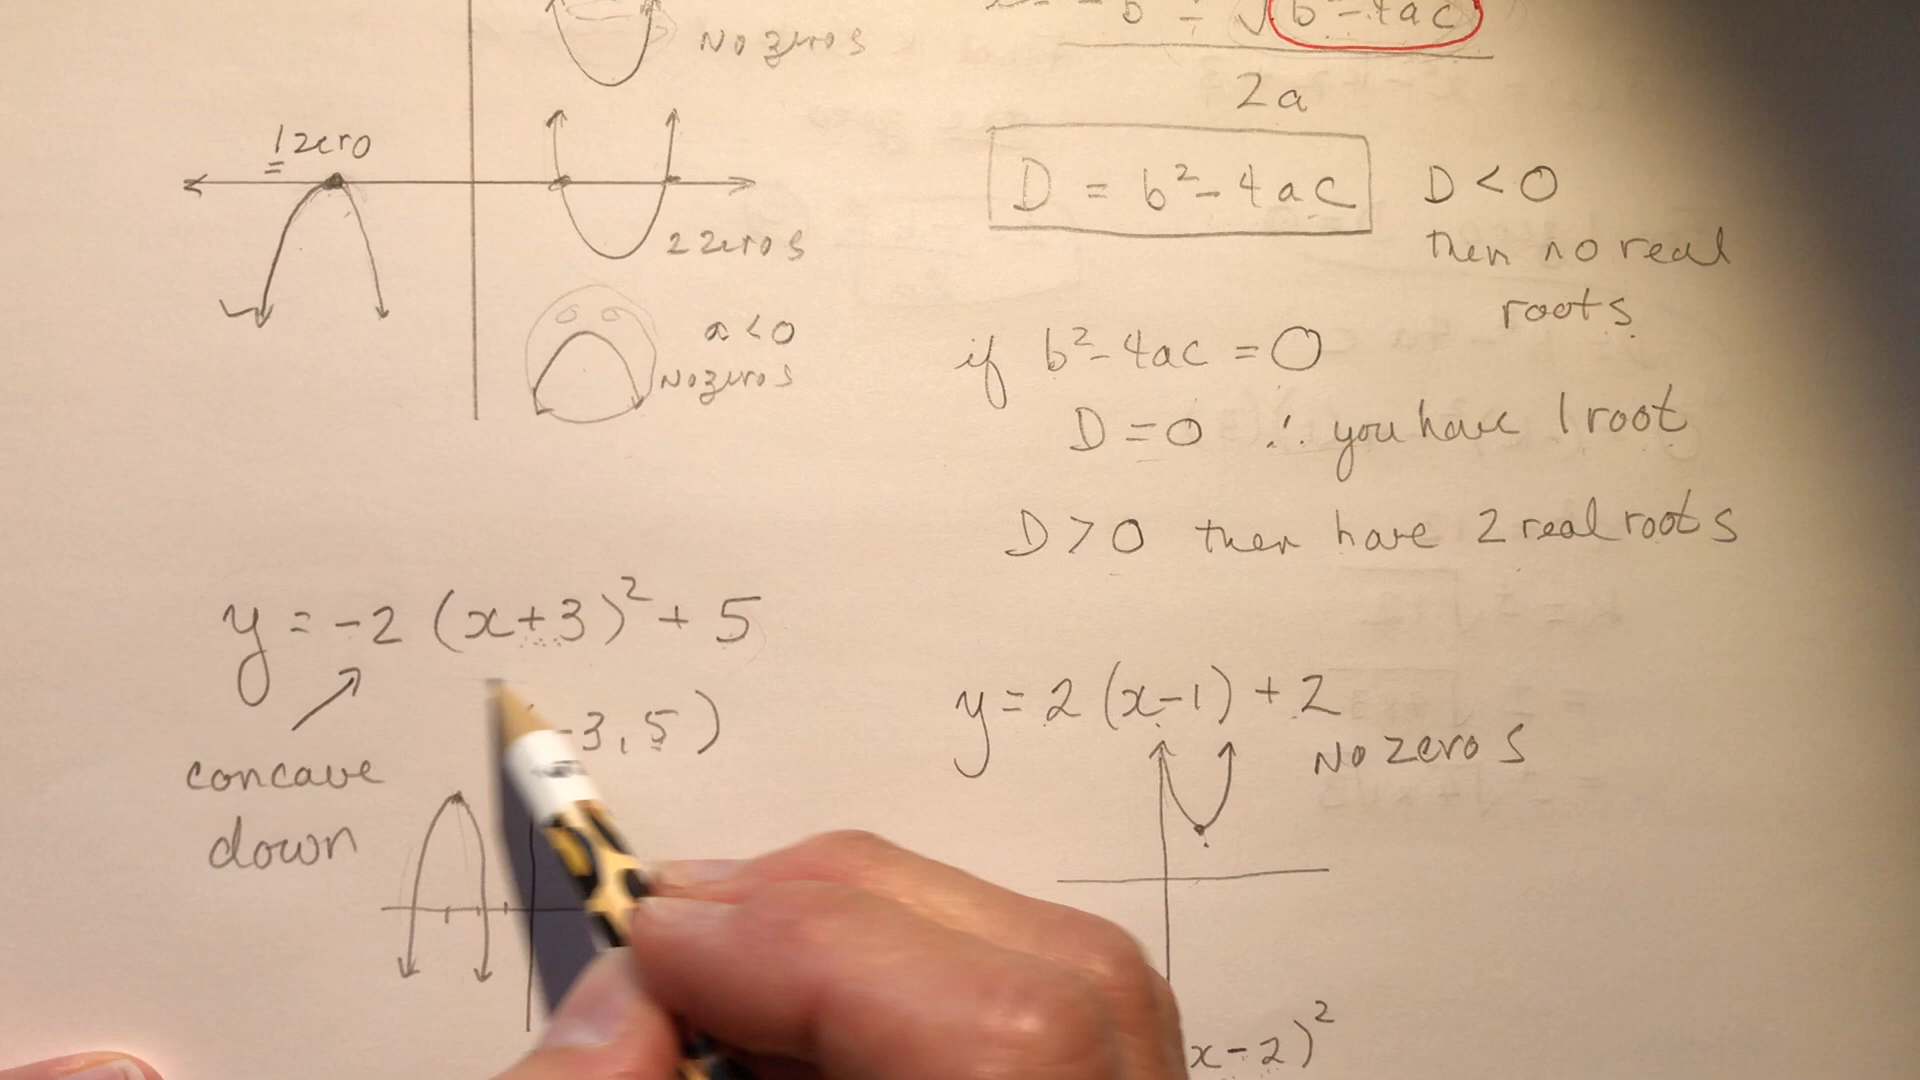 No zeros
b² - 4ac
2a
1 zero
D = b² - 4ac
D < 0
then no real
roots
2 zeros
a < 0
No zeros
if b² - 4ac = 0
D = 0 ∴ you have 1 root
D > 0 then have 2 real roots
y = -2 (x+3)² + 5
-3, 5)
concave
down
y = 2 (x-1) + 2
No zeros
x-2)²